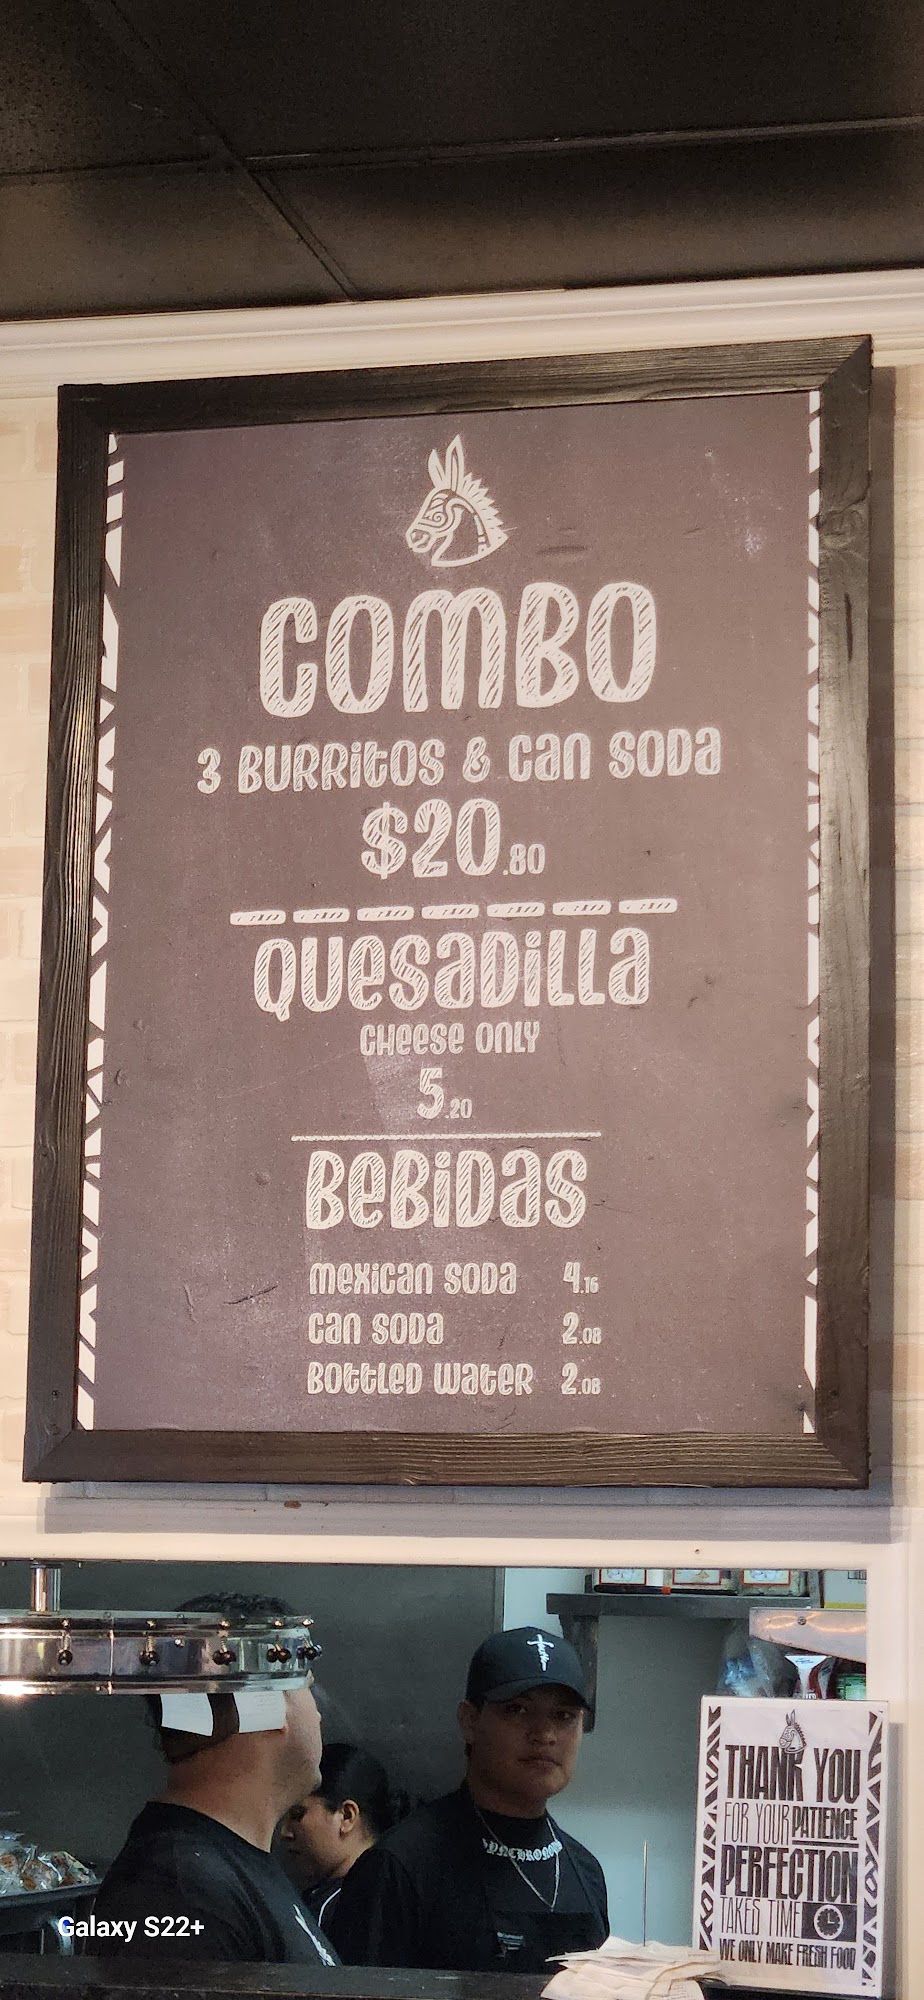 COMBO
3 BURRITOS & CAN SODA
$20.80
QUESADILLA
CHEESE ONLY
5.20
BEBIDAS
MEXICAN SODA 4.16
CAN SODA 2.08
BOTTLED WATER 2.08
SYNCHRONO
THANK YOU
FOR YOUR PATIENCE
PERFECTION
TAKES TIME
WE ONLY MAKE FRESH FOOD
Galaxy S22+